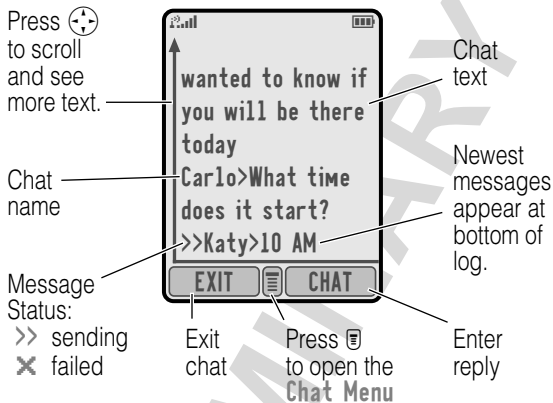 Press
to scroll
and see
more text.
Chat
name
Message
Status:
>> sending
✕ failed
wanted to know if
you will be there
today
Carlo>What time
does it start?
>>Katy>10 AM
EXIT CHAT
Chat
text
Newest
messages
appear at
bottom of
log.
Exit
chat
Press
to open the
Chat Menu
Enter
reply